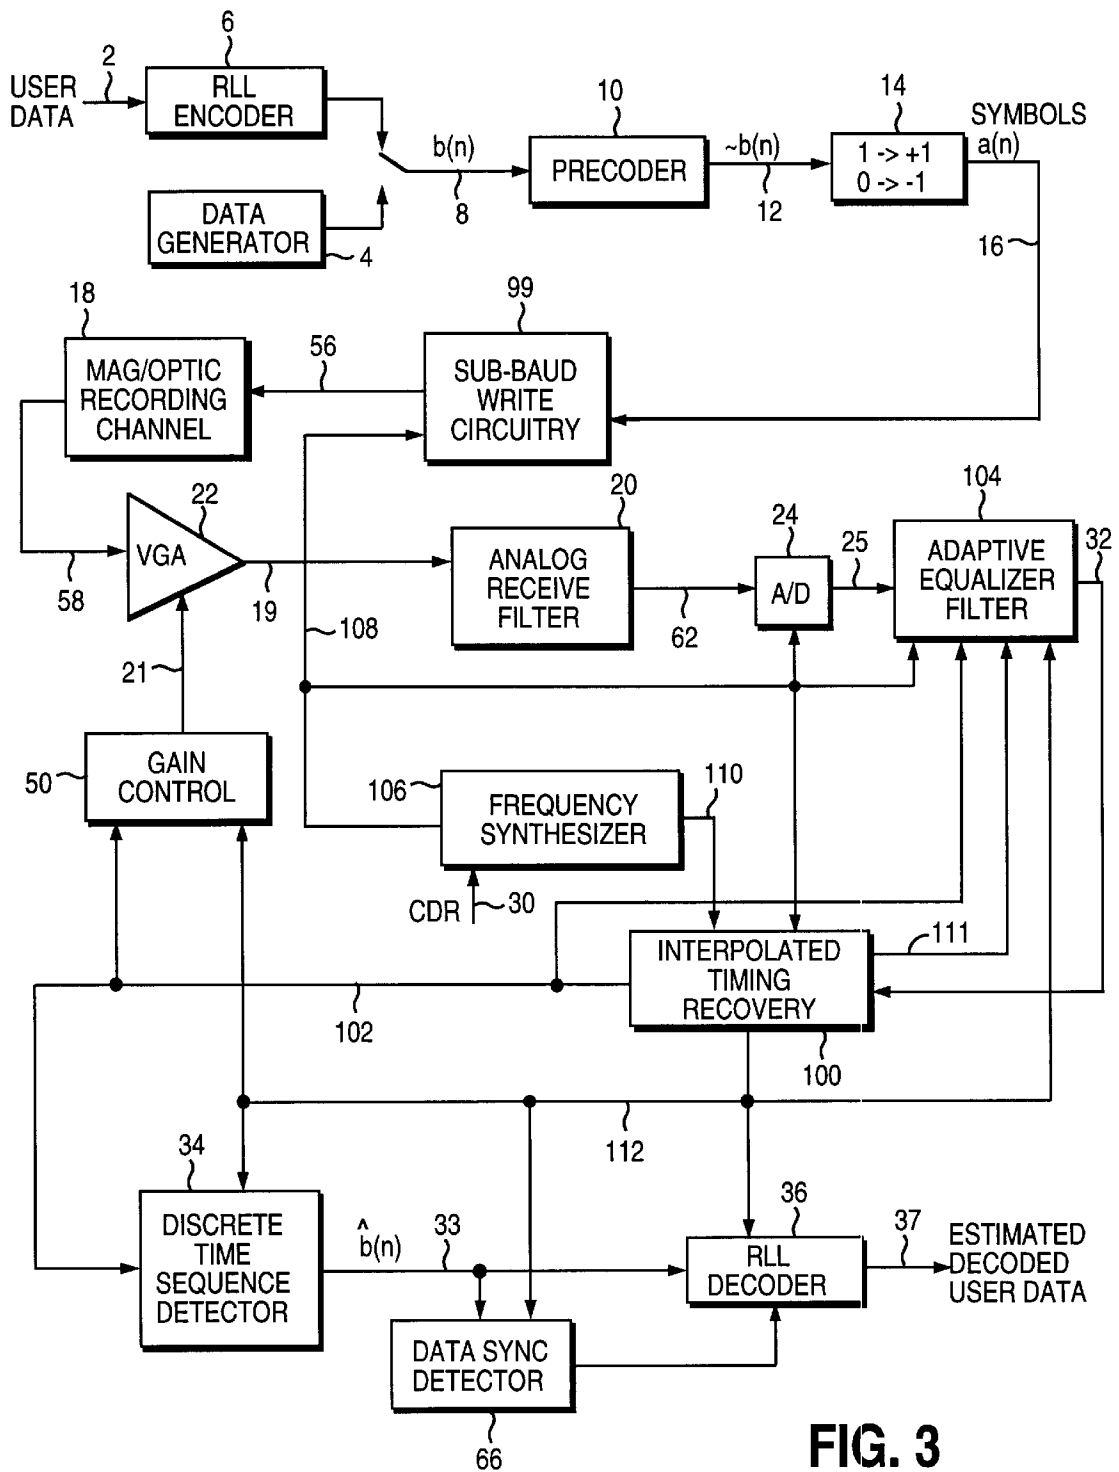 2
USER
DATA
6
RLL
ENCODER
DATA
GENERATOR
4
b(n)
8
10
PRECODER
~b(n)
12
14
1 -> +1
0 -> -1
SYMBOLS
a(n)
16
18
MAG/OPTIC
RECORDING
CHANNEL
56
99
SUB-BAUD
WRITE
CIRCUITRY
58
22
VGA
19
108
20
ANALOG
RECEIVE
FILTER
62
24
A/D
25
104
ADAPTIVE
EQUALIZER
FILTER
32
21
50
GAIN
CONTROL
106
FREQUENCY
SYNTHESIZER
110
CDR
30
INTERPOLATED
TIMING
RECOVERY
111
100
102
112
34
DISCRETE
TIME
SEQUENCE
DETECTOR
^
b(n)
33
36
RLL
DECODER
37
ESTIMATED
DECODED
USER DATA
DATA SYNC
DETECTOR
66
FIG. 3